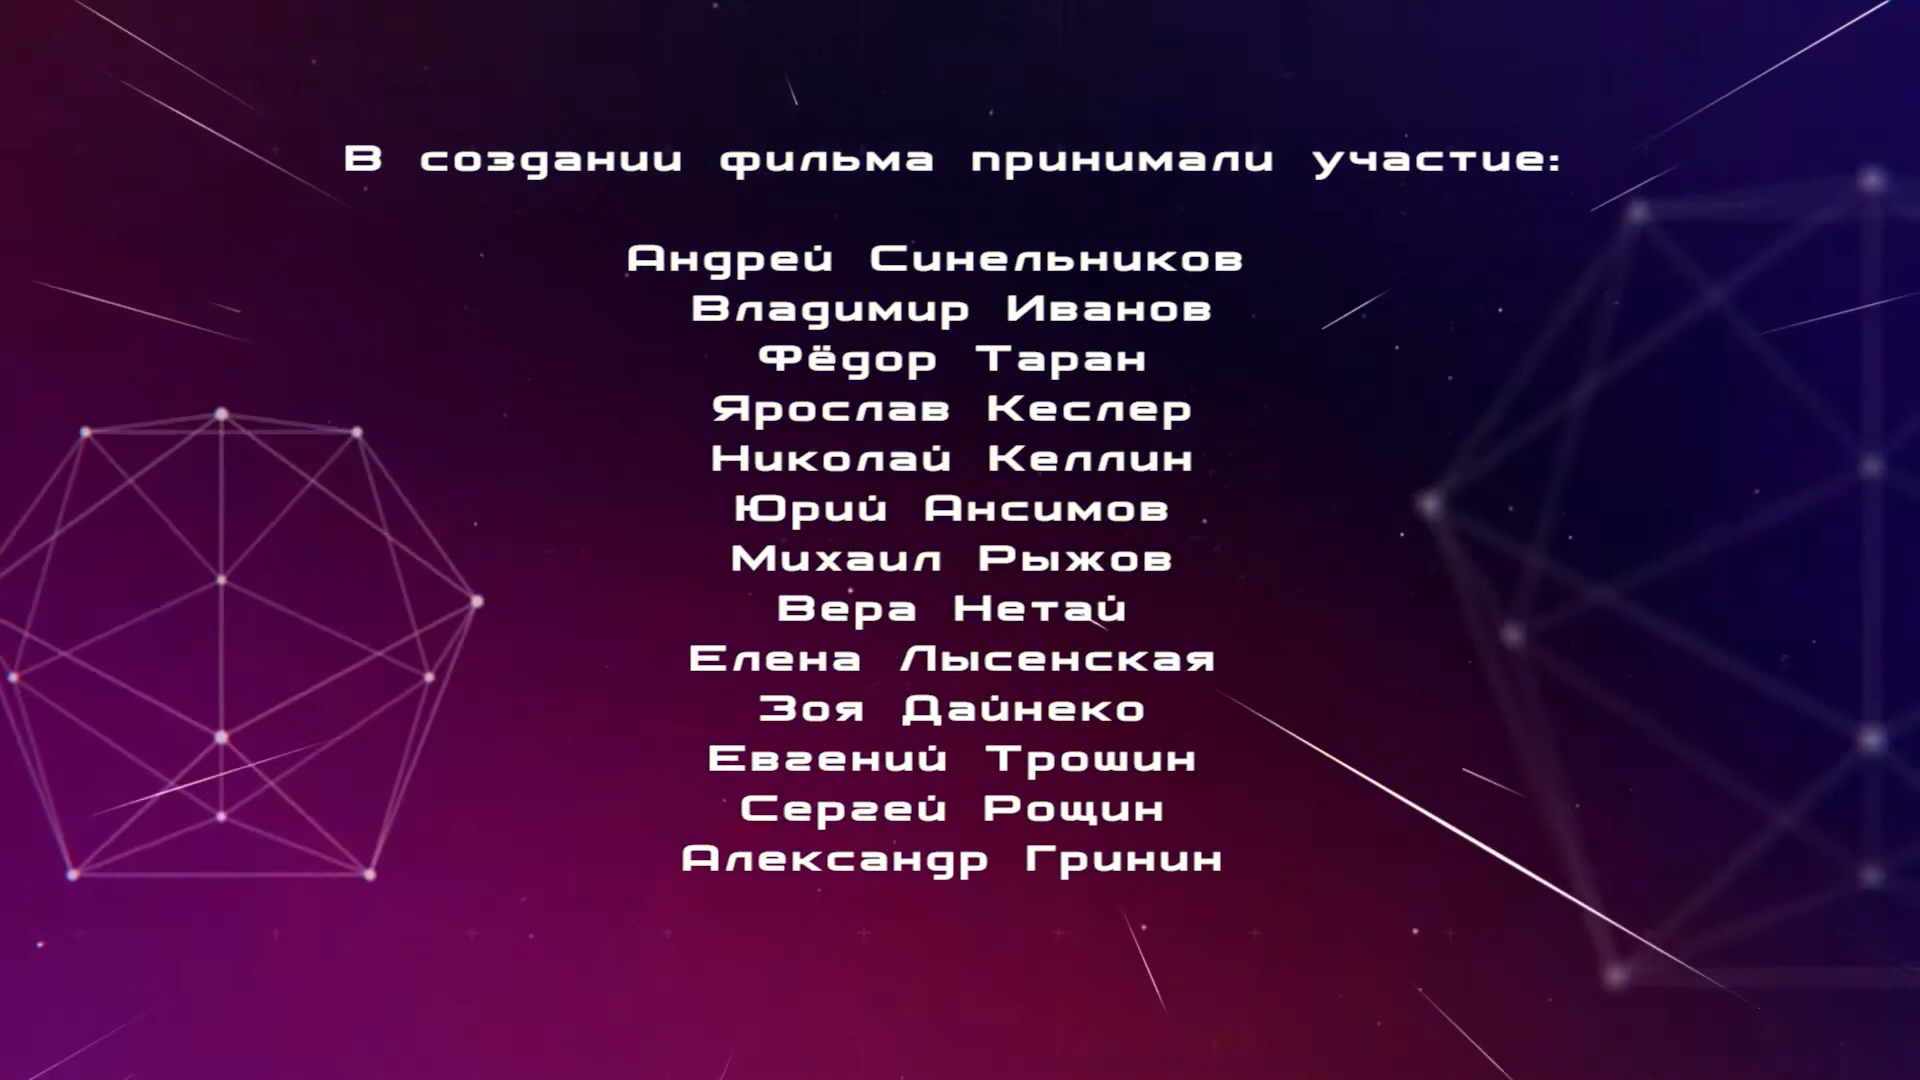 В создании фильма принимали участие:
Андрей Синельников
Владимир Иванов
Фёдор Таран
Ярослав Кеслер
Николай Келлин
Юрий Ансимов
Михаил Рыжов
Вера Нетай
Елена Лысенская
Зоя Дайнеко
Евгений Трошин
Сергей Рощин
Александр Гринин